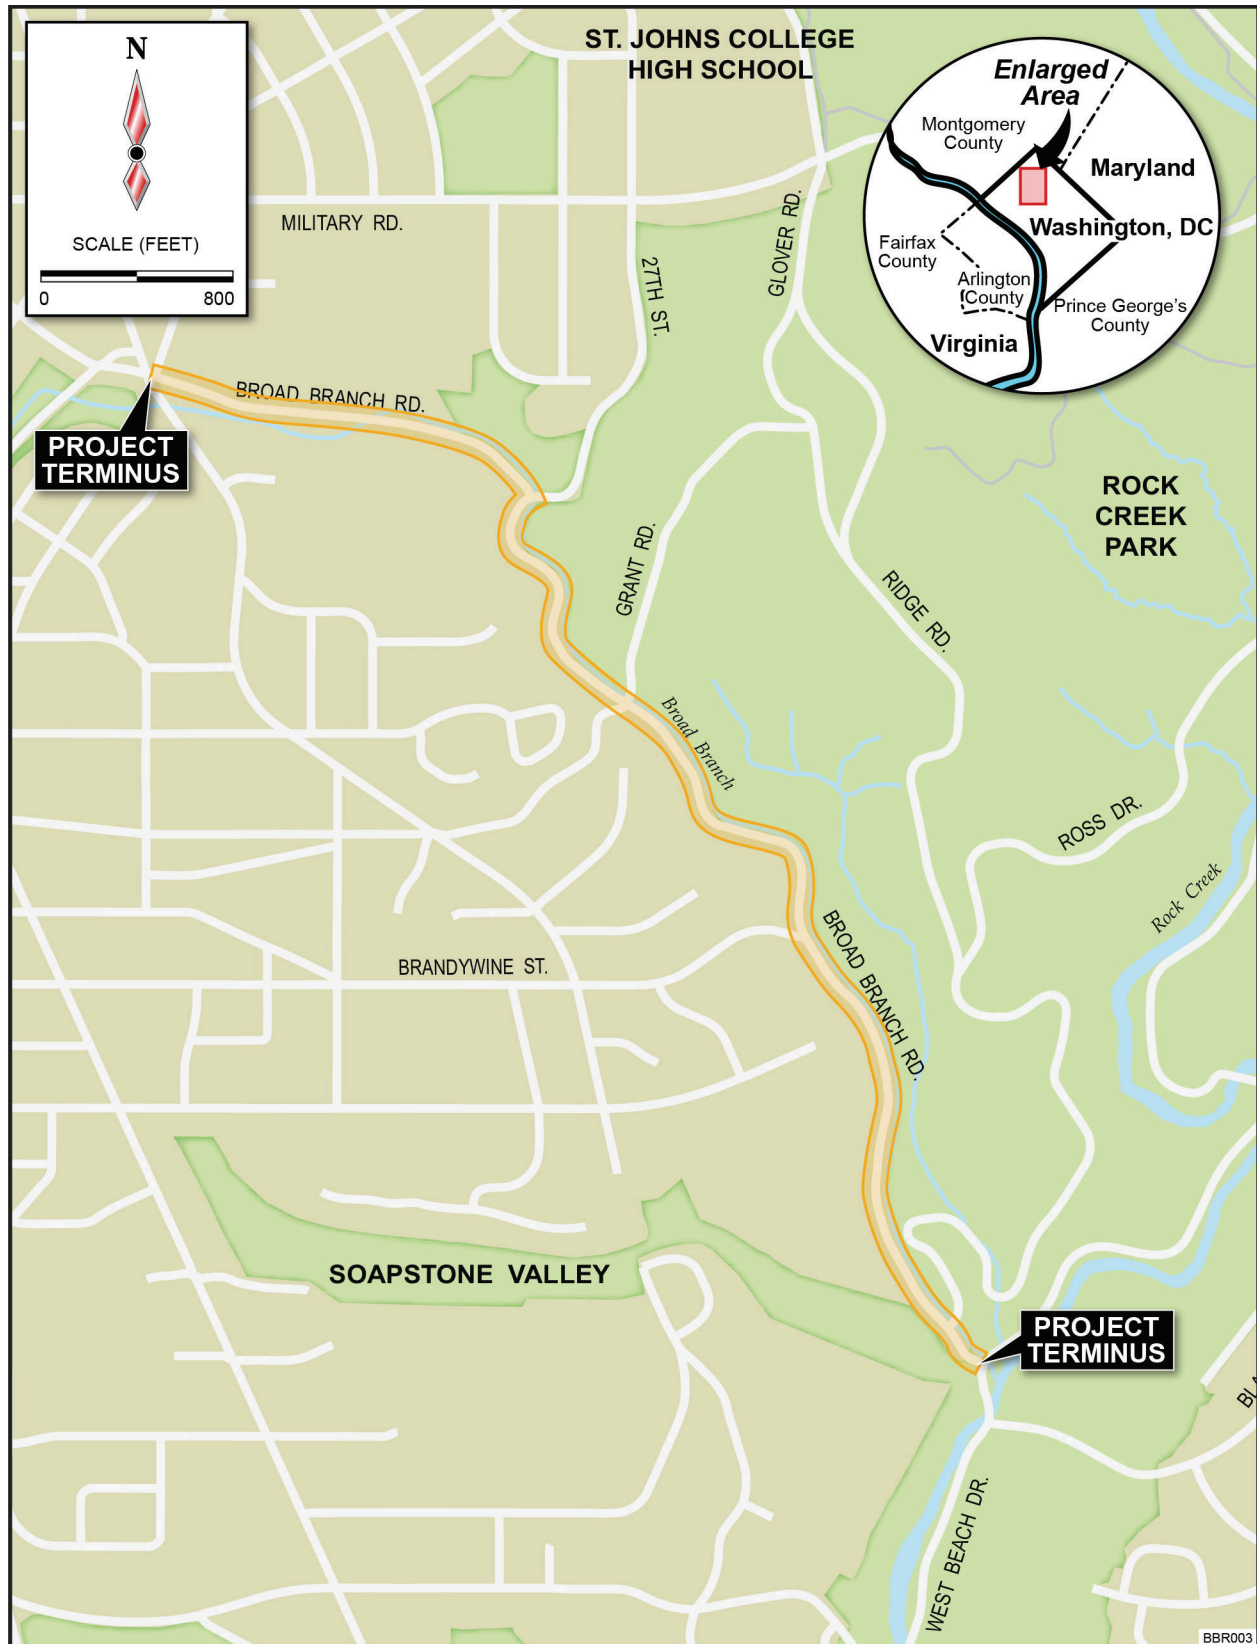 N
SCALE (FEET)
0 800
ST. JOHNS COLLEGE
HIGH SCHOOL
Enlarged
Area
Montgomery
County
Maryland
Washington, DC
Fairfax
County
Arlington
County
Prince George's
County
Virginia
MILITARY RD.
27TH ST.
GLOVER RD.
BROAD BRANCH RD.
PROJECT
TERMINUS
ROCK
CREEK
PARK
GRANT RD.
RIDGE RD.
Broad Branch
ROSS DR.
Rock Creek
BROAD BRANCH RD.
BRANDYWINE ST.
SOAPSTONE VALLEY
PROJECT
TERMINUS
WEST BEACH DR.
BBR003